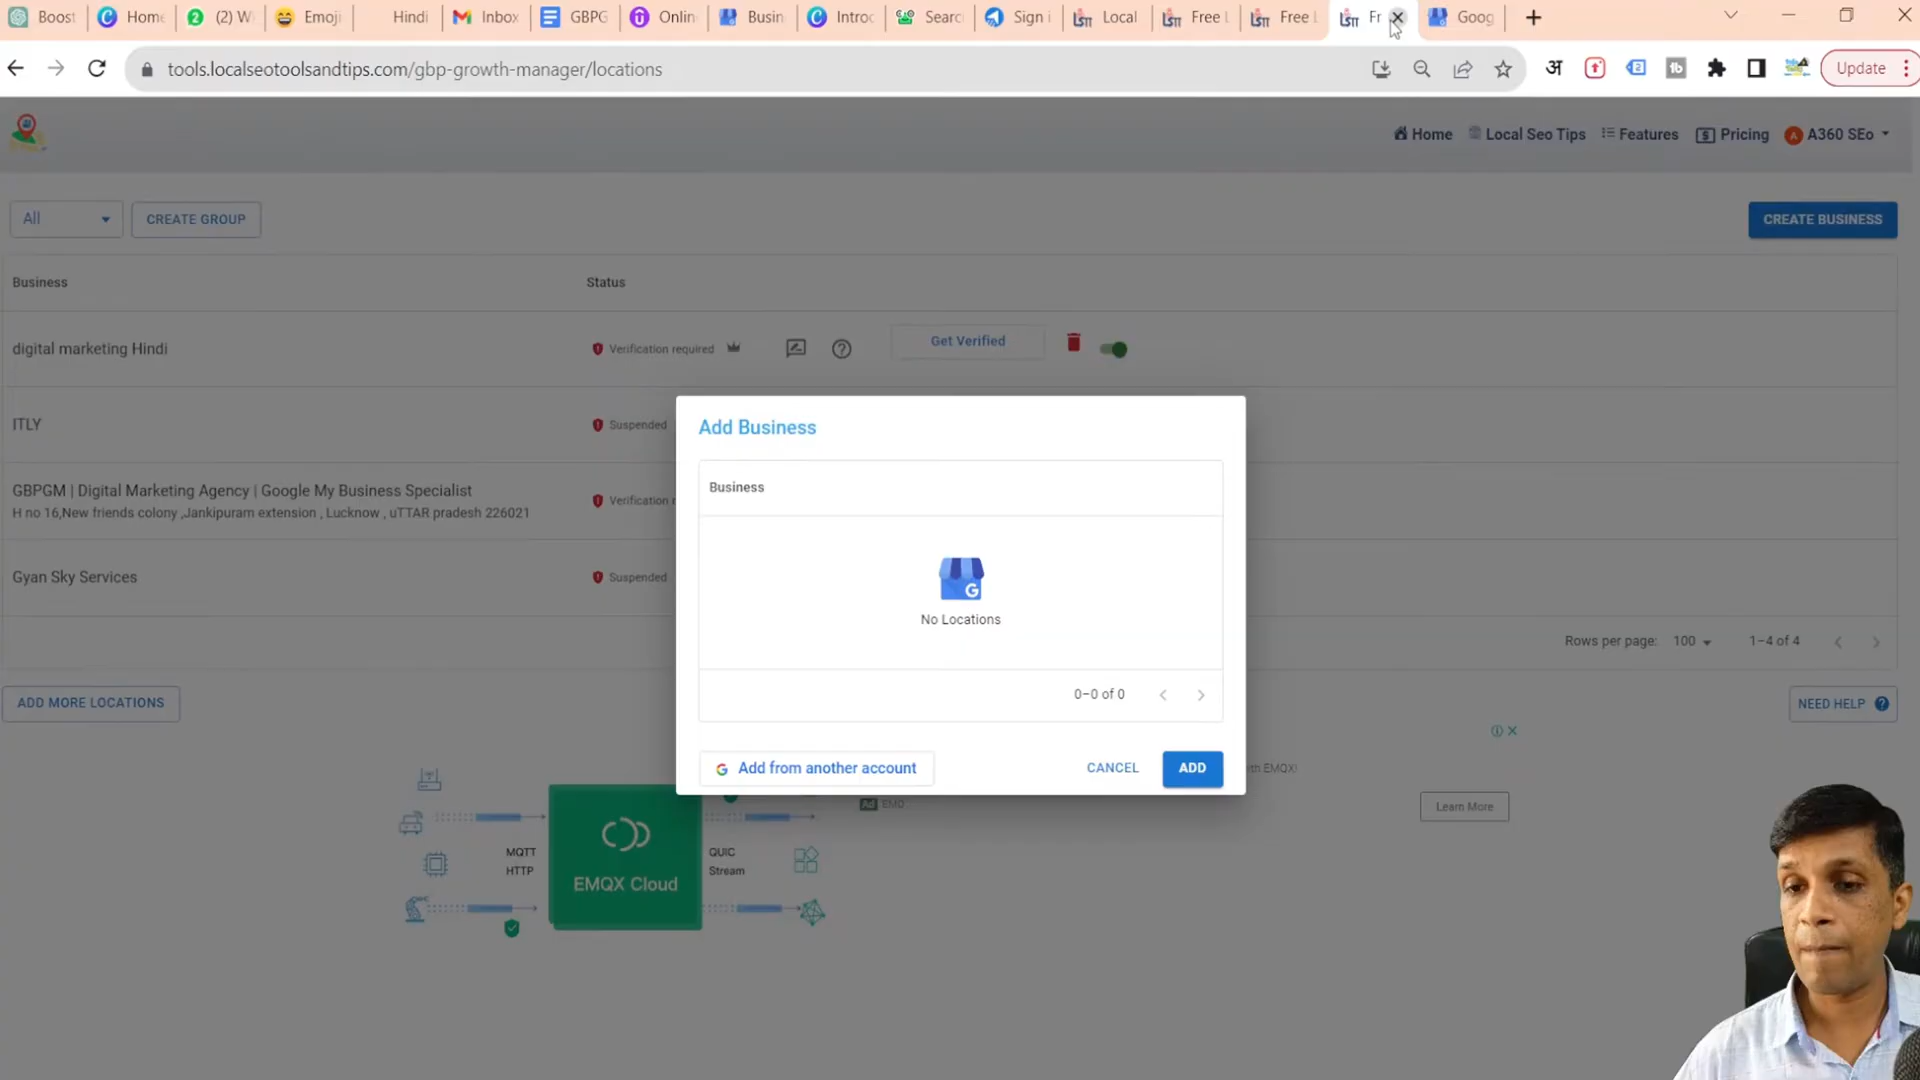 Boost
Home
(2) W
Emoji
Hindi
Inbox
GBPG
Onlin
Busin
Introc
Searc
Sign i
Local
Free L
Free L
Fr
Goog
tools.localseotoolsandtips.com/gbp-growth-manager/locations
Update
Home
Local Seo Tips
Features
Pricing
A360 SEo
All
CREATE GROUP
CREATE BUSINESS
Business
Status
digital marketing Hindi
Verification required
Get Verified
ITLY
Suspended
GBPGM | Digital Marketing Agency | Google My Business Specialist
H no 16,New friends colony ,Jankipuram extension , Lucknow , uTTAR pradesh 226021
Verification r
Gyan Sky Services
Suspended
Rows per page: 100
1–4 of 4
ADD MORE LOCATIONS
NEED HELP
Add Business
Business
No Locations
0–0 of 0
Add from another account
CANCEL
ADD
ith EMQX!
Ad EMQ
Learn More
MQTT
HTTP
EMQX Cloud
QUIC
Stream